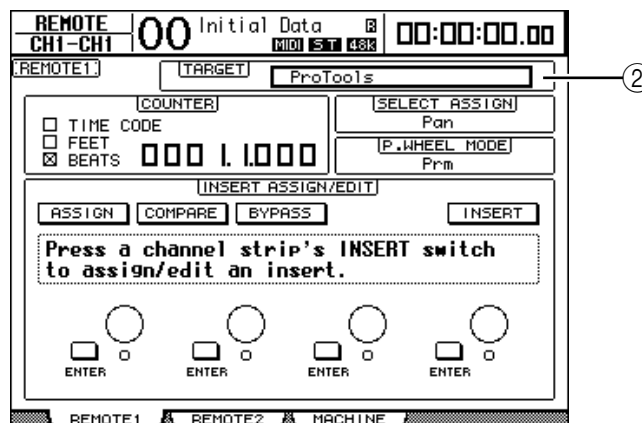 REMOTE
CH1-CH1
00 Initial Data R
MIDI ST 48K
00:00:00.00
REMOTE1
TARGET
ProTools
2
COUNTER
TIME CODE
FEET
BEATS
000 1. 1.000
SELECT ASSIGN
Pan
P.WHEEL MODE
Prm
INSERT ASSIGN/EDIT
ASSIGN COMPARE BYPASS INSERT
Press a channel strip's INSERT switch
to assign/edit an insert.
ENTER ENTER ENTER ENTER
REMOTE1 REMOTE2 MACHINE